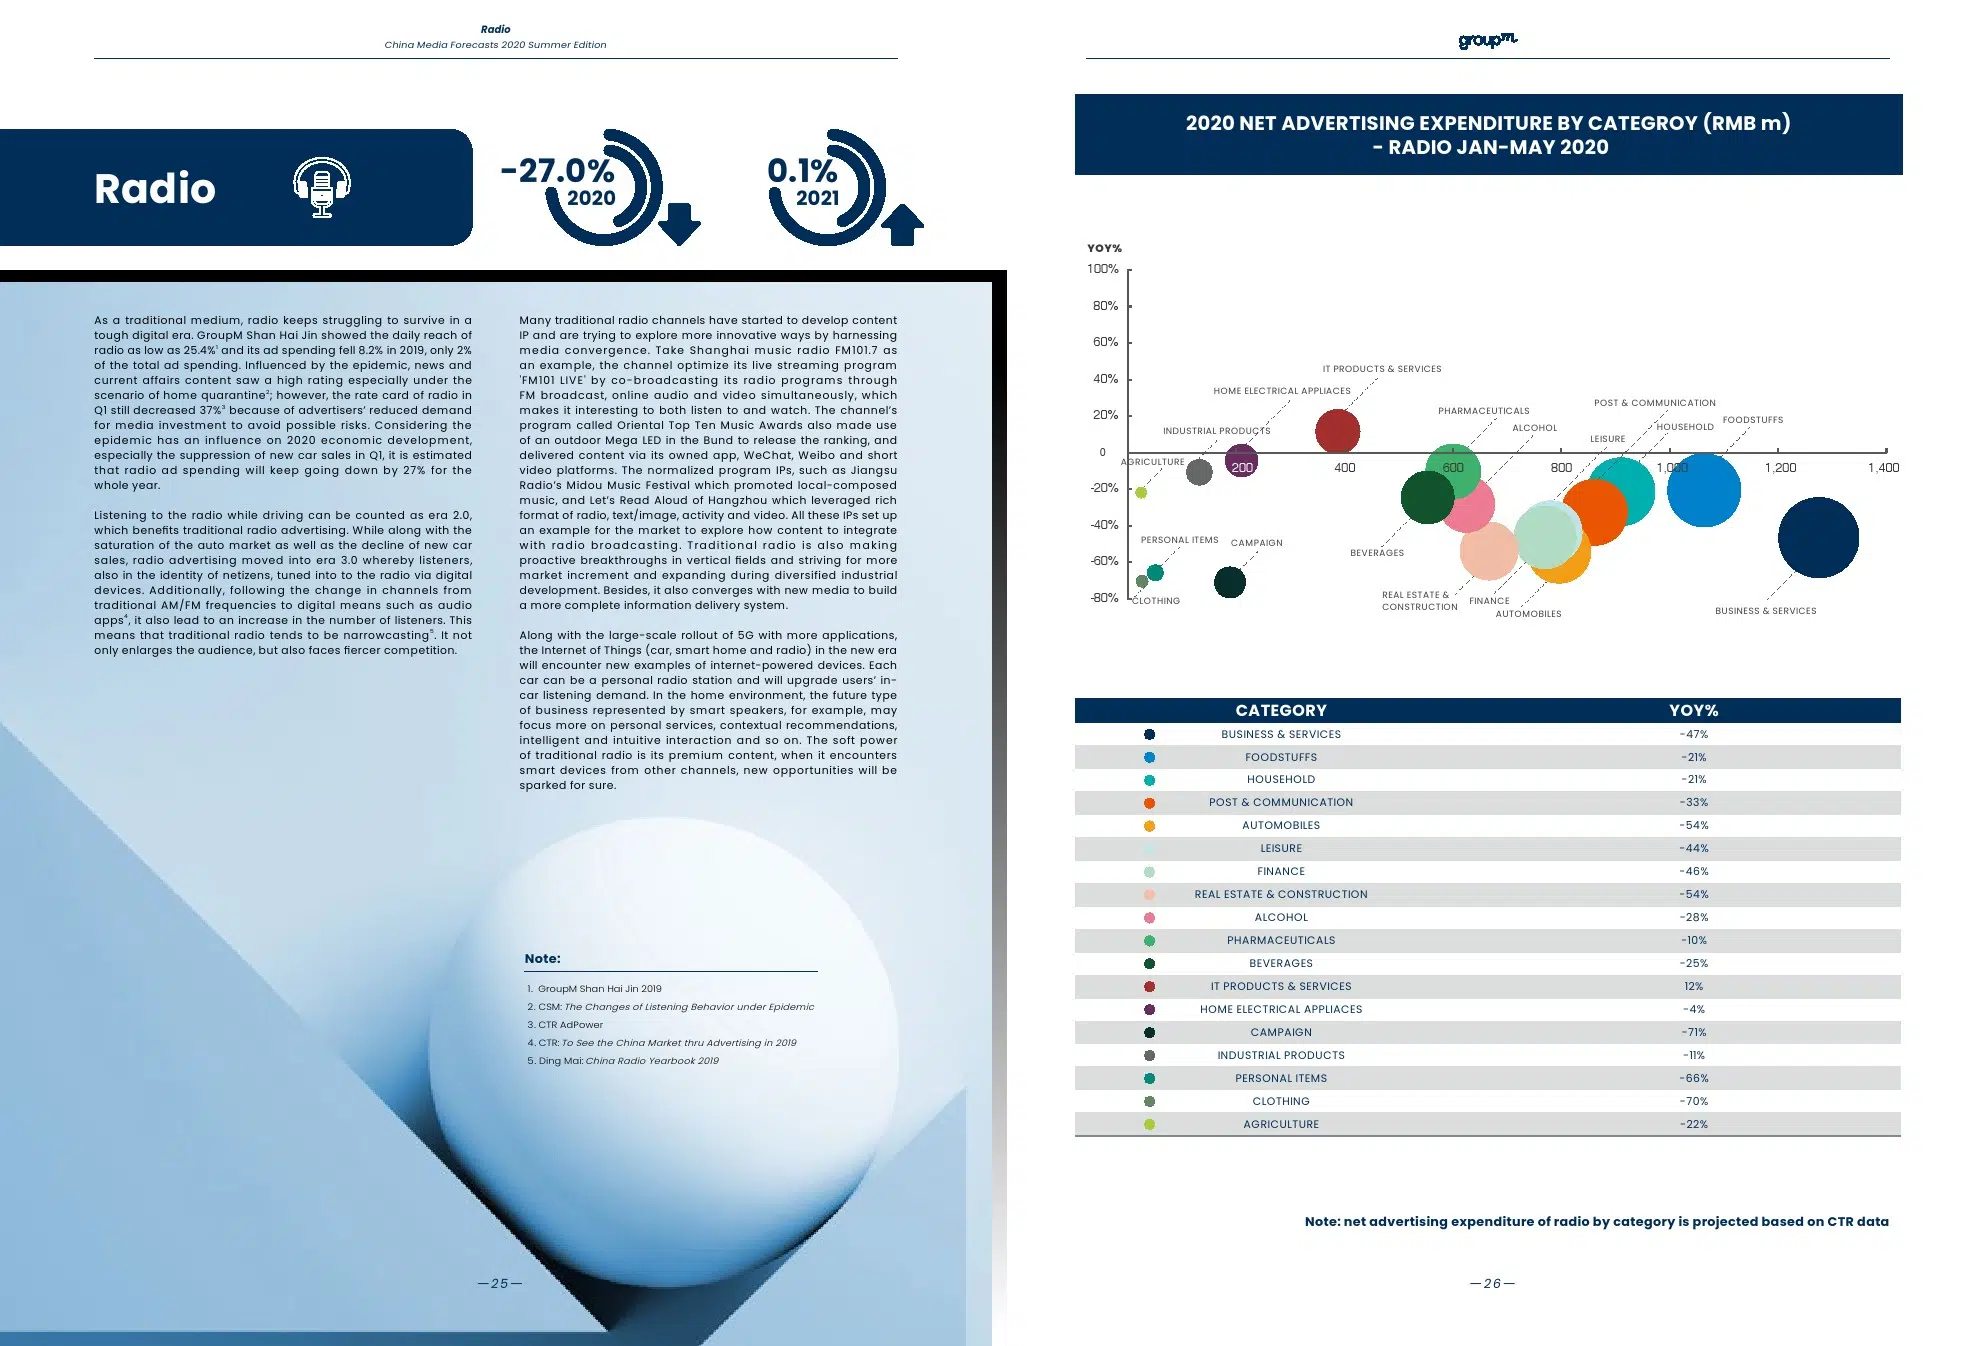 Radio
China Media Forecasts 2020 Summer Edition
Radio
-27.0%
2020
0.1%
2021
As a traditional medium, radio keeps struggling to survive in a
tough digital era. GroupM Shan Hai Jin showed the daily reach of
radio as low as 25.4%¹ and its ad spending fell 8.2% in 2019, only 2%
of the total ad spending. Influenced by the epidemic, news and
current affairs content saw a high rating especially under the
scenario of home quarantine²; however, the rate card of radio in
Q1 still decreased 37%³ because of advertisers’ reduced demand
for media investment to avoid possible risks. Considering the
epidemic has an influence on 2020 economic development,
especially the suppression of new car sales in Q1, it is estimated
that radio ad spending will keep going down by 27% for the
whole year.
Listening to the radio while driving can be counted as era 2.0,
which benefits traditional radio advertising. While along with the
saturation of the auto market as well as the decline of new car
sales, radio advertising moved into era 3.0 whereby listeners,
also in the identity of netizens, tuned into to the radio via digital
devices. Additionally, following the change in channels from
traditional AM/FM frequencies to digital means such as audio
apps⁴, it also lead to an increase in the number of listeners. This
means that traditional radio tends to be narrowcasting⁵. It not
only enlarges the audience, but also faces fiercer competition.
Many traditional radio channels have started to develop content
IP and are trying to explore more innovative ways by harnessing
media convergence. Take Shanghai music radio FM101.7 as
an example, the channel optimize its live streaming program
'FM101 LIVE' by co-broadcasting its radio programs through
FM broadcast, online audio and video simultaneously, which
makes it interesting to both listen to and watch. The channel’s
program called Oriental Top Ten Music Awards also made use
of an outdoor Mega LED in the Bund to release the ranking, and
delivered content via its owned app, WeChat, Weibo and short
video platforms. The normalized program IPs, such as Jiangsu
Radio’s Midou Music Festival which promoted local-composed
music, and Let’s Read Aloud of Hangzhou which leveraged rich
format of radio, text/image, activity and video. All these IPs set up
an example for the market to explore how content to integrate
with radio broadcasting. Traditional radio is also making
proactive breakthroughs in vertical fields and striving for more
market increment and expanding during diversified industrial
development. Besides, it also converges with new media to build
a more complete information delivery system.
Along with the large-scale rollout of 5G with more applications,
the Internet of Things (car, smart home and radio) in the new era
will encounter new examples of internet-powered devices. Each
car can be a personal radio station and will upgrade users’ in-
car listening demand. In the home environment, the future type
of business represented by smart speakers, for example, may
focus more on personal services, contextual recommendations,
intelligent and intuitive interaction and so on. The soft power
of traditional radio is its premium content, when it encounters
smart devices from other channels, new opportunities will be
sparked for sure.
Note:
1. GroupM Shan Hai Jin 2019
2. CSM: The Changes of Listening Behavior under Epidemic
3. CTR AdPower
4. CTR: To See the China Market thru Advertising in 2019
5. Ding Mai: China Radio Yearbook 2019
—25—
groupm
2020 NET ADVERTISING EXPENDITURE BY CATEGROY (RMB m)
- RADIO JAN-MAY 2020
YOY%
100%
80%
60%
40%
20%
0
-20%
-40%
-60%
-80%
200
400
600
800
1,000
1,200
1,400
IT PRODUCTS & SERVICES
HOME ELECTRICAL APPLIACES
INDUSTRIAL PRODUCTS
AGRICULTURE
PHARMACEUTICALS
ALCOHOL
POST & COMMUNICATION
LEISURE
HOUSEHOLD
FOODSTUFFS
PERSONAL ITEMS
CAMPAIGN
CLOTHING
BEVERAGES
REAL ESTATE &
CONSTRUCTION
FINANCE
AUTOMOBILES
BUSINESS & SERVICES
CATEGORY YOY%
BUSINESS & SERVICES -47%
FOODSTUFFS -21%
HOUSEHOLD -21%
POST & COMMUNICATION -33%
AUTOMOBILES -54%
LEISURE -44%
FINANCE -46%
REAL ESTATE & CONSTRUCTION -54%
ALCOHOL -28%
PHARMACEUTICALS -10%
BEVERAGES -25%
IT PRODUCTS & SERVICES 12%
HOME ELECTRICAL APPLIACES -4%
CAMPAIGN -71%
INDUSTRIAL PRODUCTS -11%
PERSONAL ITEMS -66%
CLOTHING -70%
AGRICULTURE -22%
Note: net advertising expenditure of radio by category is projected based on CTR data
—26—